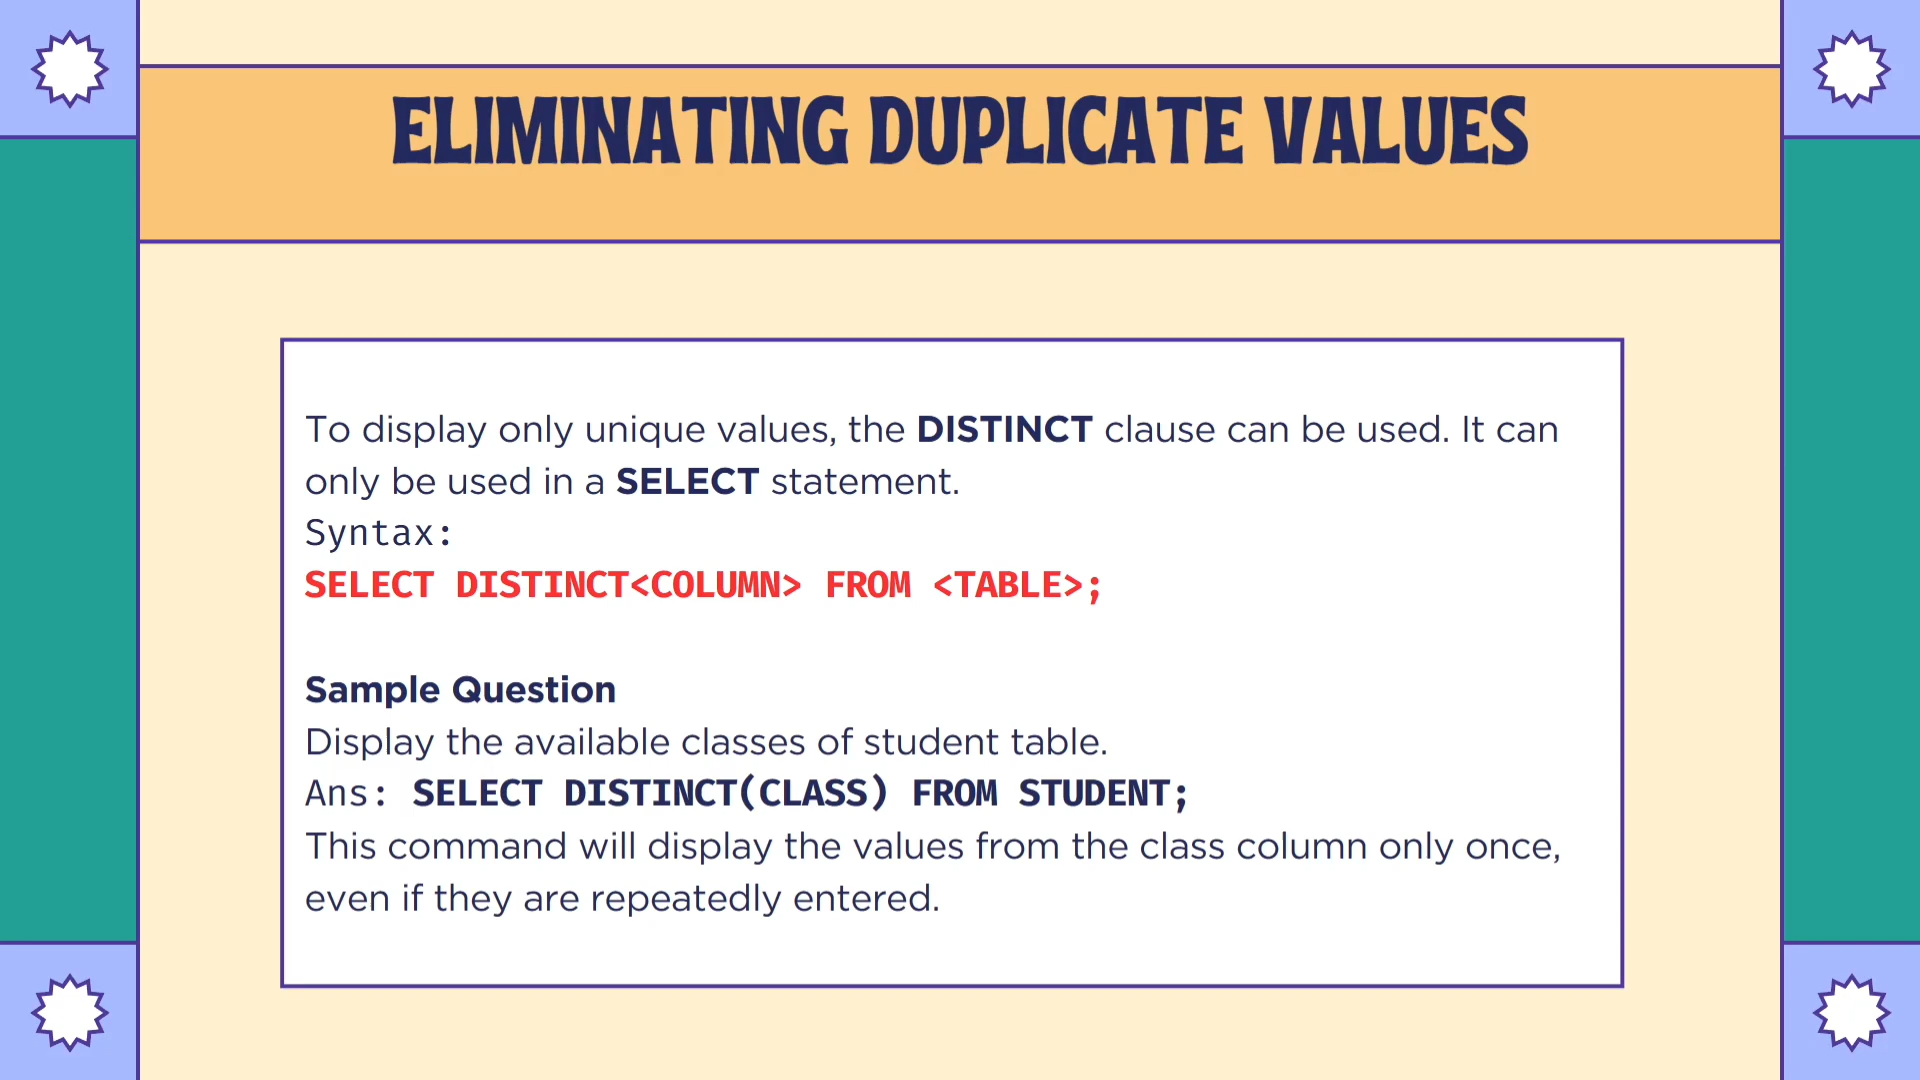 ELIMINATING DUPLICATE VALUES
To display only unique values, the DISTINCT clause can be used. It can
only be used in a SELECT statement.
Syntax:
SELECT DISTINCT<COLUMN> FROM <TABLE>;
Sample Question
Display the available classes of student table.
Ans: SELECT DISTINCT(CLASS) FROM STUDENT;
This command will display the values from the class column only once,
even if they are repeatedly entered.